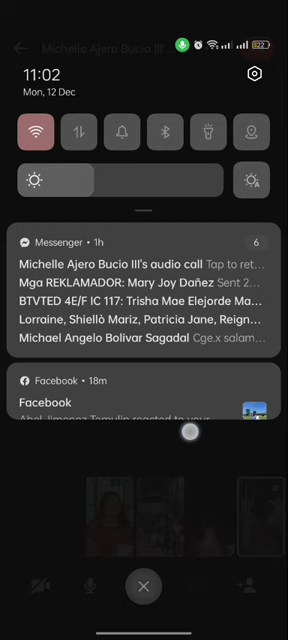 Michelle Ajero Bucio III'...
822
11:02
Mon, 12 Dec
A
Messenger • 1h
6
Michelle Ajero Bucio III's audio call Tap to ret...
Mga REKLAMADOR: Mary Joy Dañez Sent 2...
BTVTED 4E/F IC 117: Trisha Mae Elejorde Ma...
Lorraine, Shiellò Mariz, Patricia Jane, Reign...
Michael Angelo Bolivar Sagadal Cge.x salam...
Facebook • 18m
Facebook
Abel Jimenez Temulin reacted to your